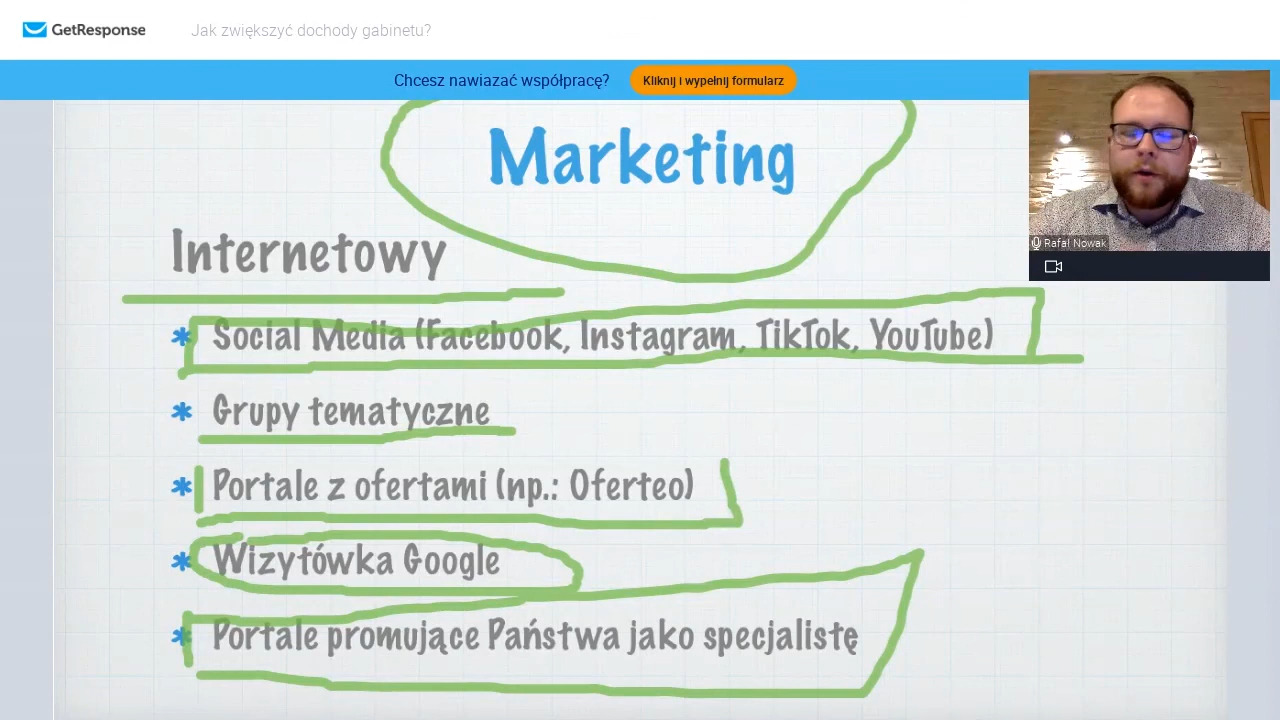 GetResponse
Jak zwiększyć dochody gabinetu?
Chcesz nawiazać współpracę?
Kliknij i wypełnij formularz
Marketing
Rafał Nowak
Internetowy
* Social Media (Facebook, Instagram, TikTok, YouTube)
* Grupy tematyczne
* Portale z ofertami (np.: Oferteo)
* Wizytówka Google
* Portale promujące Państwa jako specjalistę